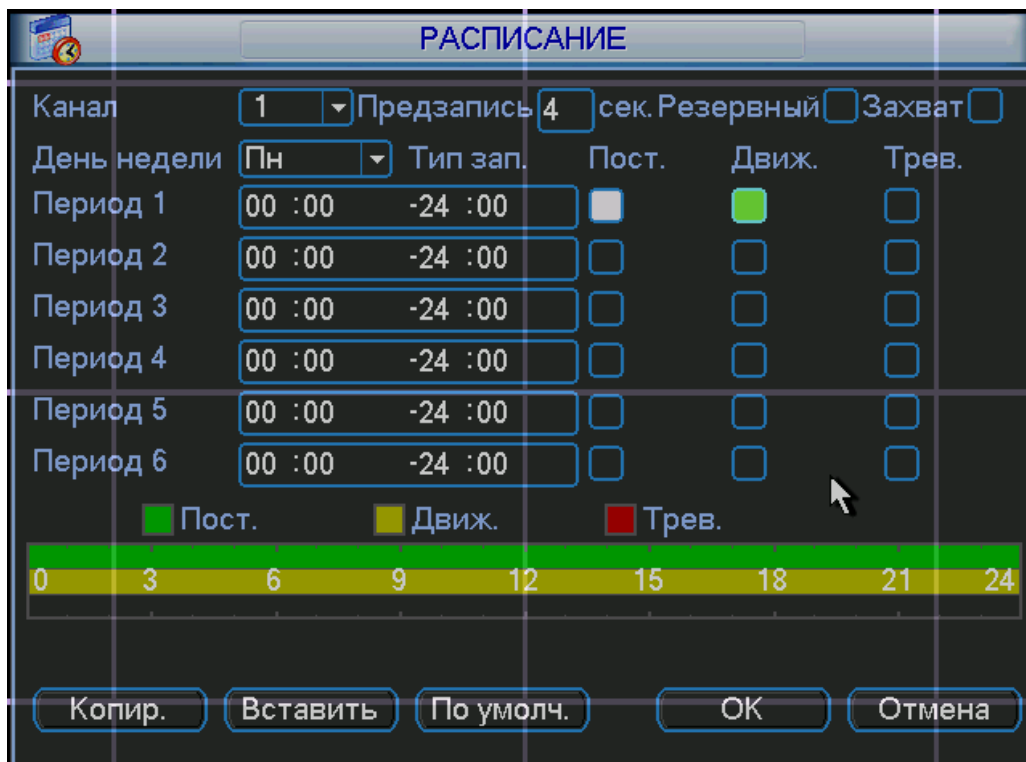 РАСПИСАНИЕ
Канал 1 Предзапись 4 сек. Резервный Захват
День недели Пн Тип зап. Пост. Движ. Трев.
Период 1 00 :00 -24 :00
Период 2 00 :00 -24 :00
Период 3 00 :00 -24 :00
Период 4 00 :00 -24 :00
Период 5 00 :00 -24 :00
Период 6 00 :00 -24 :00
Пост. Движ. Трев.
0 3 6 9 12 15 18 21 24
Копир. Вставить По умолч. ОК Отмена